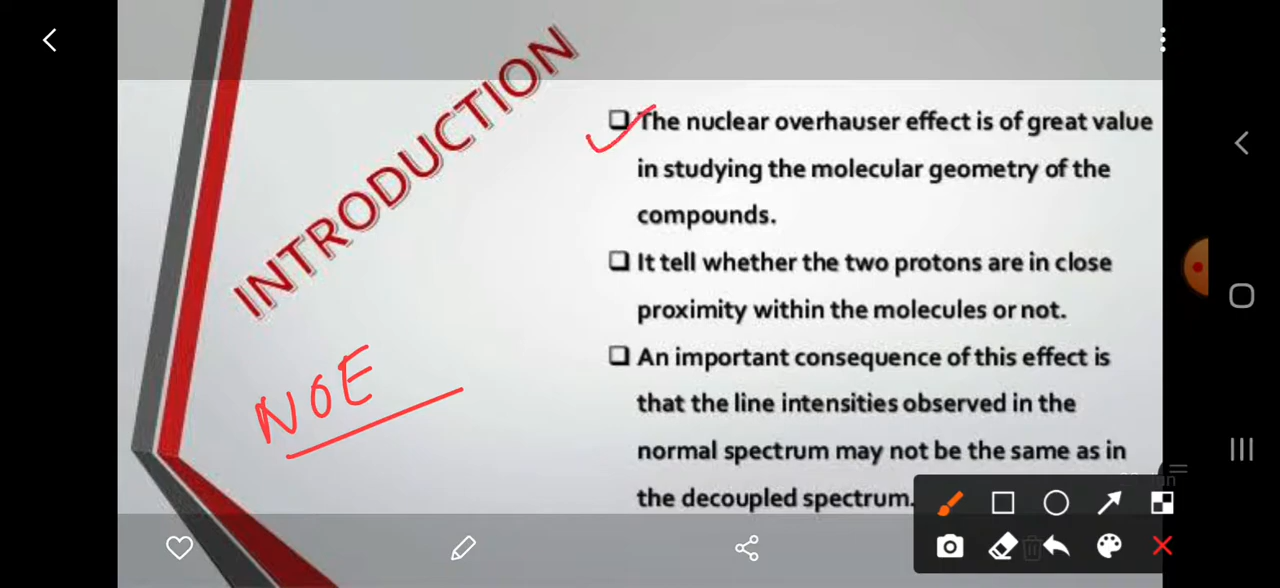 INTRODUCTION
NOE
❑ The nuclear overhauser effect is of great value
in studying the molecular geometry of the
compounds.
❑ It tell whether the two protons are in close
proximity within the molecules or not.
❑ An important consequence of this effect is
that the line intensities observed in the
normal spectrum may not be the same as in
the decoupled spectrum.